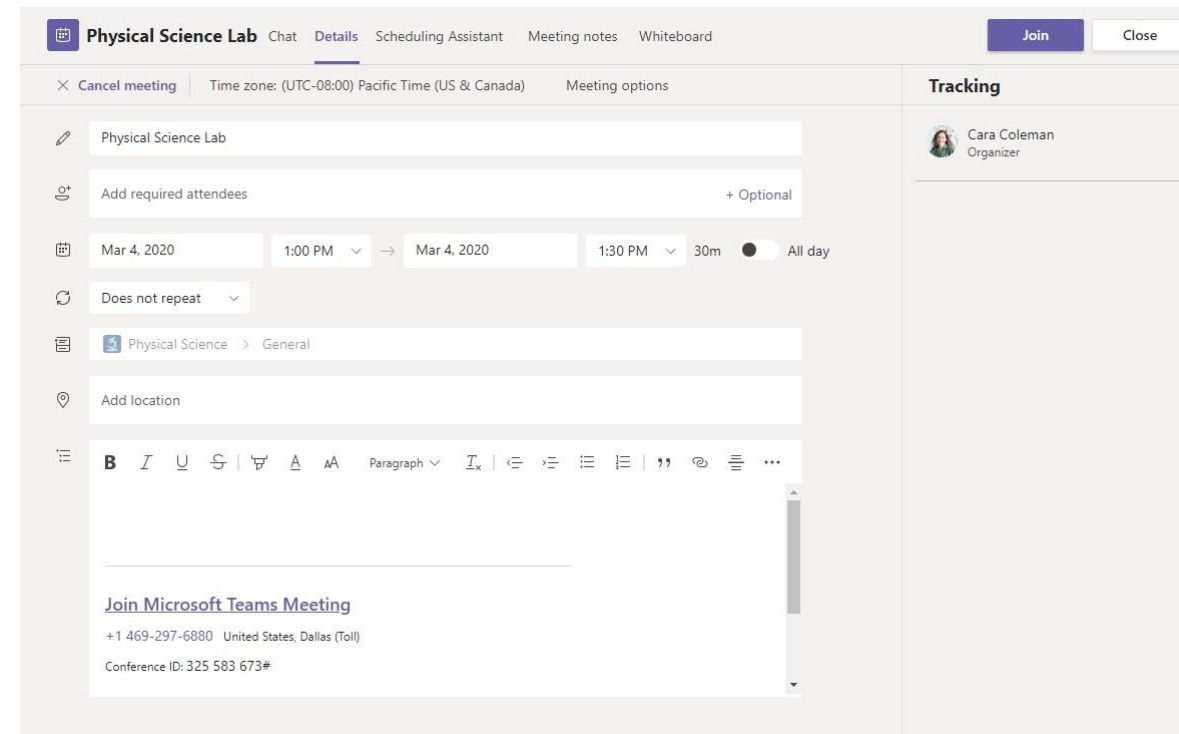 Physical Science Lab Chat Details Scheduling Assistant Meeting notes Whiteboard Join Close
Cancel meeting Time zone: (UTC-08:00) Pacific Time (US & Canada) Meeting options
Tracking
Physical Science Lab
Cara Coleman
Organizer
Add required attendees + Optional
Mar 4, 2020 1:00 PM → Mar 4, 2020 1:30 PM 30m All day
Does not repeat
Physical Science > General
Add location
B I U S A AA Paragraph Tx
Join Microsoft Teams Meeting
+1 469-297-6880 United States, Dallas (Toll)
Conference ID: 325 583 673#